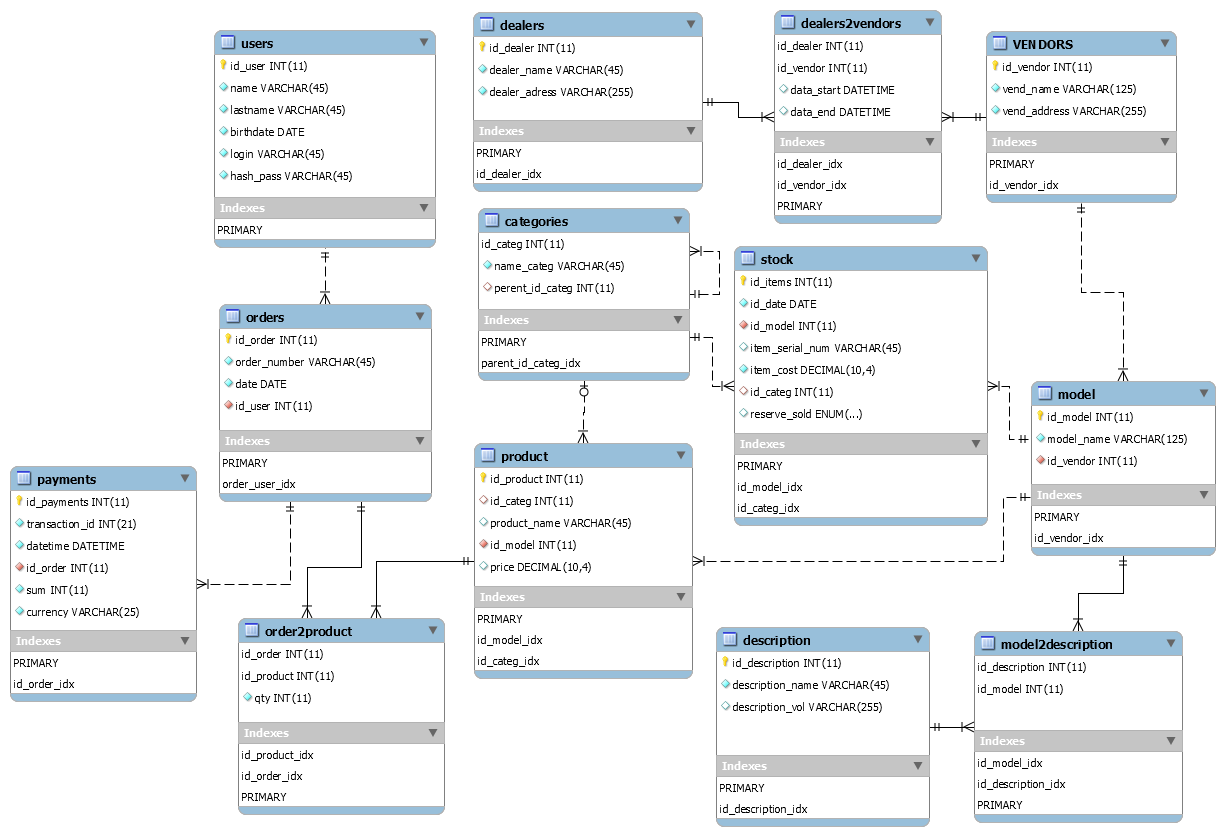 users
id_user INT(11)
name VARCHAR(45)
lastname VARCHAR(45)
birthdate DATE
login VARCHAR(45)
hash_pass VARCHAR(45)
Indexes
PRIMARY
dealers
id_dealer INT(11)
dealer_name VARCHAR(45)
dealer_adress VARCHAR(255)
Indexes
PRIMARY
id_dealer_idx
dealers2vendors
id_dealer INT(11)
id_vendor INT(11)
data_start DATETIME
data_end DATETIME
Indexes
id_dealer_idx
id_vendor_idx
PRIMARY
VENDORS
id_vendor INT(11)
vend_name VARCHAR(125)
vend_address VARCHAR(255)
Indexes
PRIMARY
id_vendor_idx
categories
id_categ INT(11)
name_categ VARCHAR(45)
perent_id_categ INT(11)
Indexes
PRIMARY
parent_id_categ_idx
stock
id_items INT(11)
id_date DATE
id_model INT(11)
item_serial_num VARCHAR(45)
item_cost DECIMAL(10,4)
id_categ INT(11)
reserve_sold ENUM(...)
Indexes
PRIMARY
id_model_idx
id_categ_idx
orders
id_order INT(11)
order_number VARCHAR(45)
date DATE
id_user INT(11)
Indexes
PRIMARY
order_user_idx
model
id_model INT(11)
model_name VARCHAR(125)
id_vendor INT(11)
Indexes
PRIMARY
id_vendor_idx
payments
id_payments INT(11)
transaction_id INT(21)
datetime DATETIME
id_order INT(11)
sum INT(11)
currency VARCHAR(25)
Indexes
PRIMARY
id_order_idx
product
id_product INT(11)
id_categ INT(11)
product_name VARCHAR(45)
id_model INT(11)
price DECIMAL(10,4)
Indexes
PRIMARY
id_model_idx
id_categ_idx
order2product
id_order INT(11)
id_product INT(11)
qty INT(11)
Indexes
id_product_idx
id_order_idx
PRIMARY
description
id_description INT(11)
description_name VARCHAR(45)
description_vol VARCHAR(255)
Indexes
PRIMARY
id_description_idx
model2description
id_description INT(11)
id_model INT(11)
Indexes
id_model_idx
id_description_idx
PRIMARY